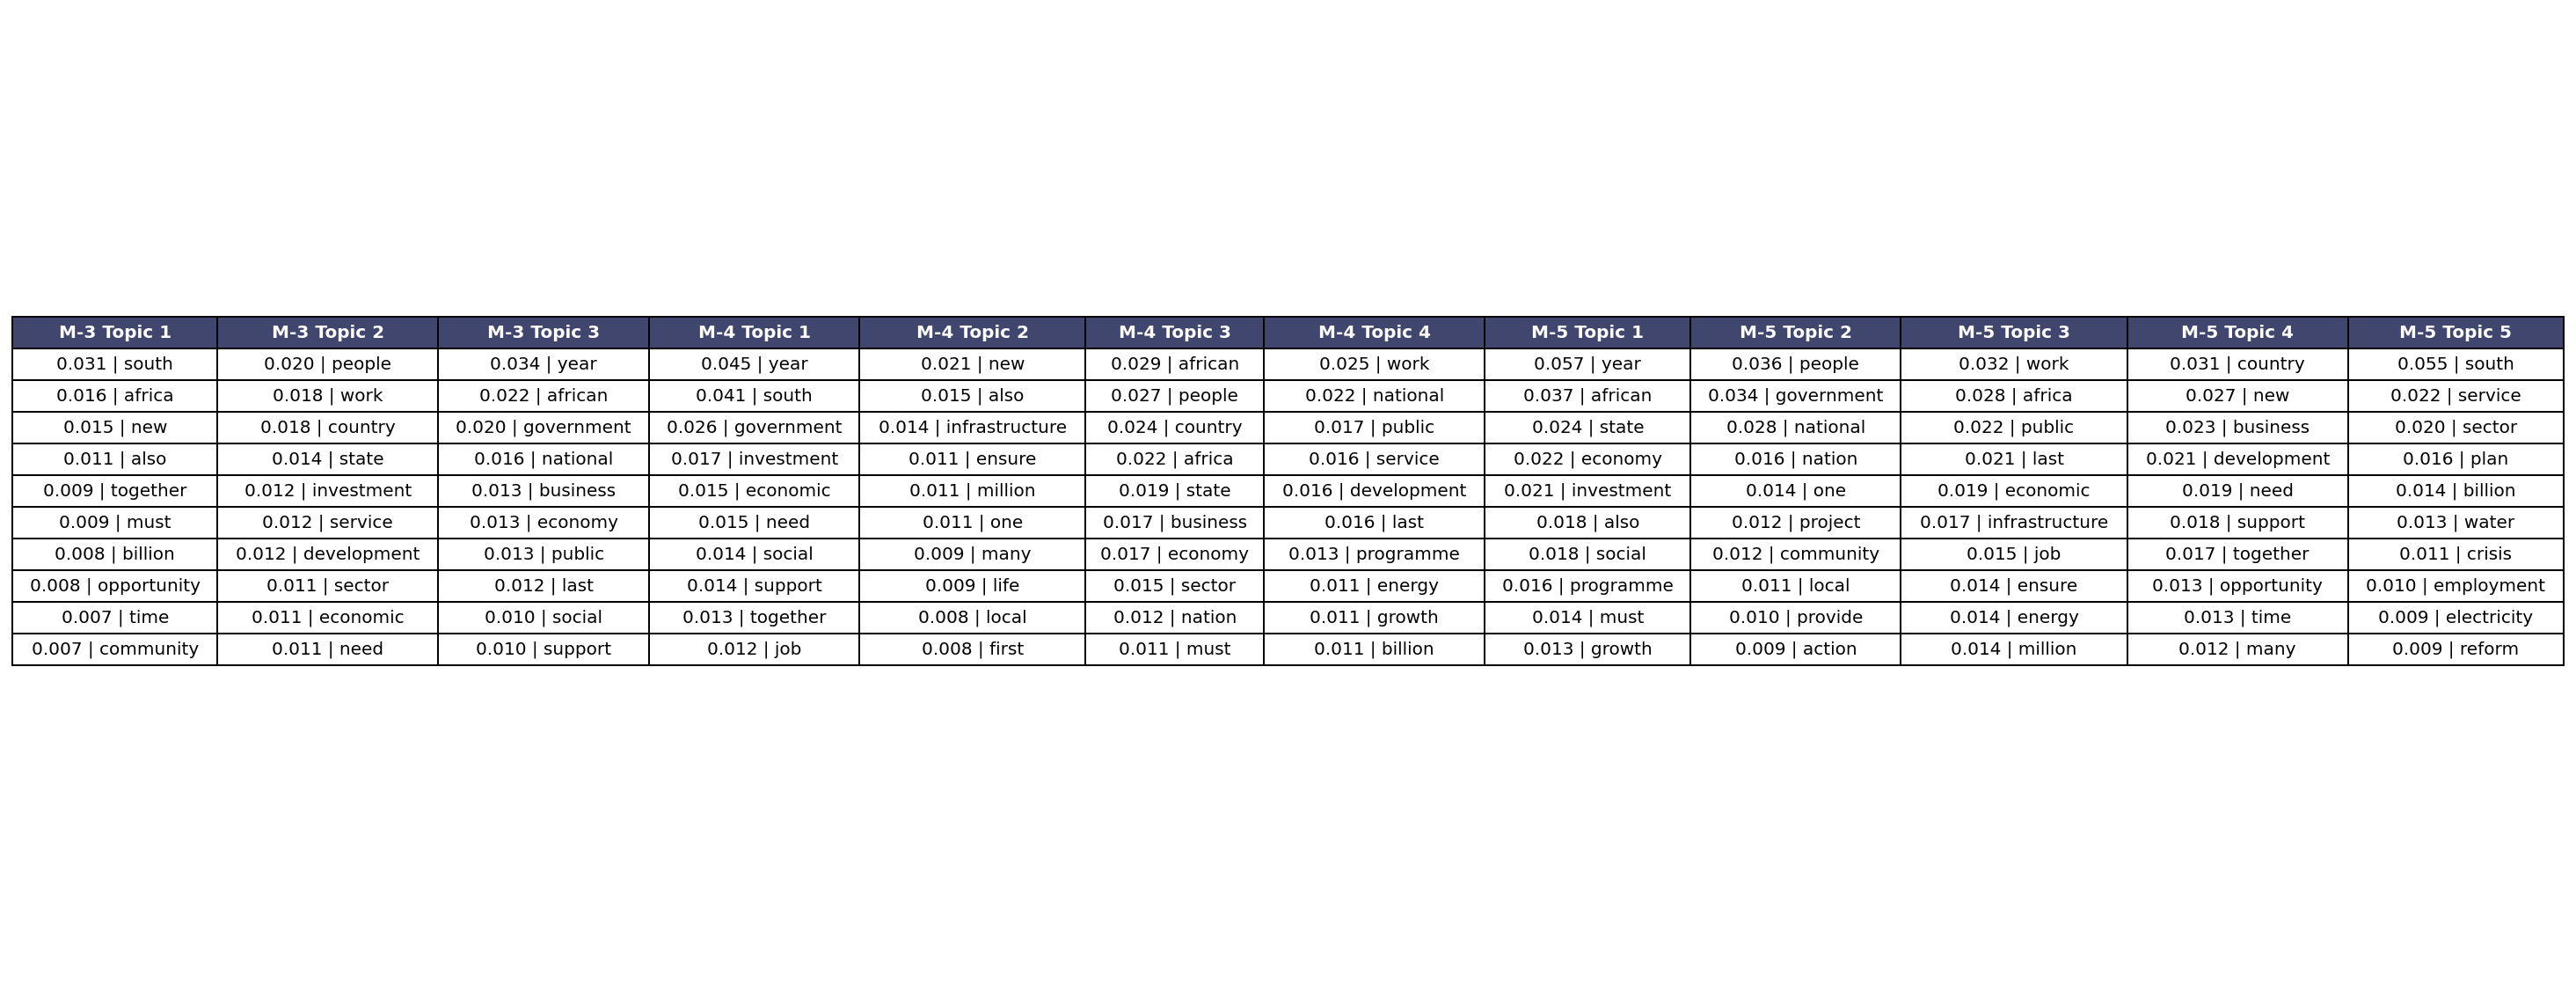 M-3 Topic 1 M-3 Topic 2 M-3 Topic 3 M-4 Topic 1 M-4 Topic 2 M-4 Topic 3 M-4 Topic 4 M-5 Topic 1 M-5 Topic 2 M-5 Topic 3 M-5 Topic 4 M-5 Topic 5
0.031 | south 0.020 | people 0.034 | year 0.045 | year 0.021 | new 0.029 | african 0.025 | work 0.057 | year 0.036 | people 0.032 | work 0.031 | country 0.055 | south
0.016 | africa 0.018 | work 0.022 | african 0.041 | south 0.015 | also 0.027 | people 0.022 | national 0.037 | african 0.034 | government 0.028 | africa 0.027 | new 0.022 | service
0.015 | new 0.018 | country 0.020 | government 0.026 | government 0.014 | infrastructure 0.024 | country 0.017 | public 0.024 | state 0.028 | national 0.022 | public 0.023 | business 0.020 | sector
0.011 | also 0.014 | state 0.016 | national 0.017 | investment 0.011 | ensure 0.022 | africa 0.016 | service 0.022 | economy 0.016 | nation 0.021 | last 0.021 | development 0.016 | plan
0.009 | together 0.012 | investment 0.013 | business 0.015 | economic 0.011 | million 0.019 | state 0.016 | development 0.021 | investment 0.014 | one 0.019 | economic 0.019 | need 0.014 | billion
0.009 | must 0.012 | service 0.013 | economy 0.015 | need 0.011 | one 0.017 | business 0.016 | last 0.018 | also 0.012 | project 0.017 | infrastructure 0.018 | support 0.013 | water
0.008 | billion 0.012 | development 0.013 | public 0.014 | social 0.009 | many 0.017 | economy 0.013 | programme 0.018 | social 0.012 | community 0.015 | job 0.017 | together 0.011 | crisis
0.008 | opportunity 0.011 | sector 0.012 | last 0.014 | support 0.009 | life 0.015 | sector 0.011 | energy 0.016 | programme 0.011 | local 0.014 | ensure 0.013 | opportunity 0.010 | employment
0.007 | time 0.011 | economic 0.010 | social 0.013 | together 0.008 | local 0.012 | nation 0.011 | growth 0.014 | must 0.010 | provide 0.014 | energy 0.013 | time 0.009 | electricity
0.007 | community 0.011 | need 0.010 | support 0.012 | job 0.008 | first 0.011 | must 0.011 | billion 0.013 | growth 0.009 | action 0.014 | million 0.012 | many 0.009 | reform